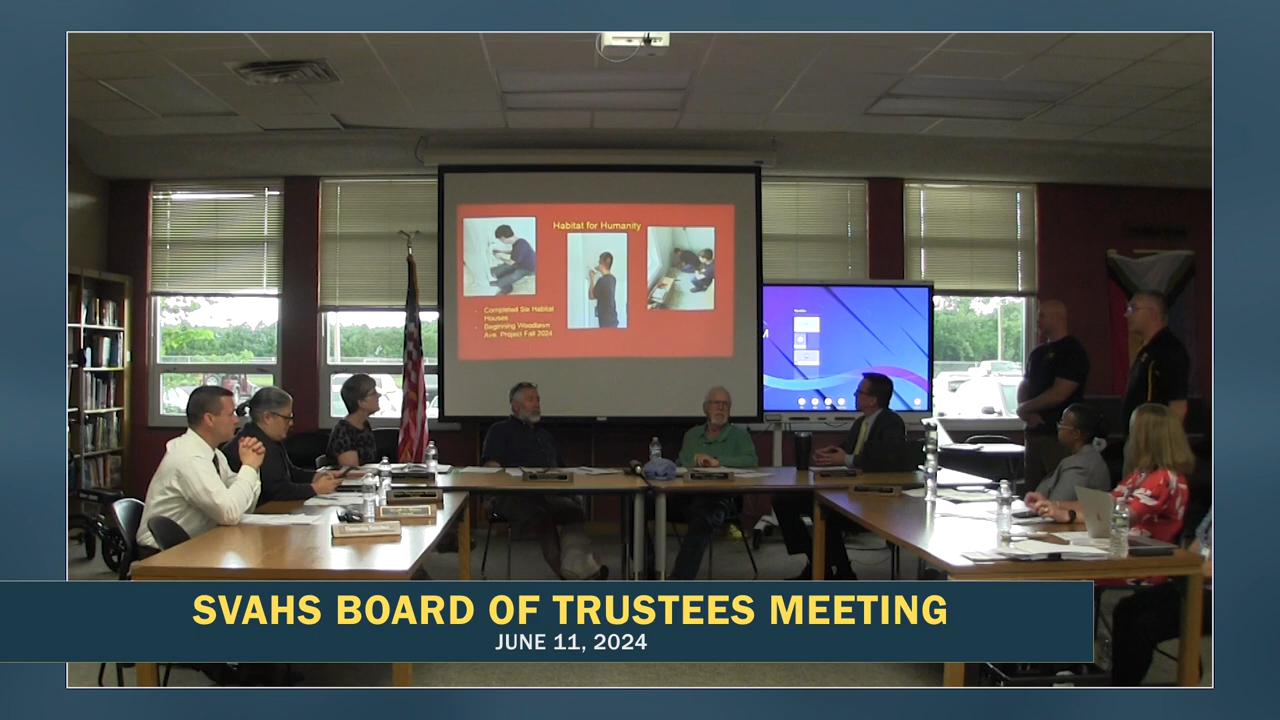 Habitat for Humanity
- Completed Six Habitat
Houses
- Beginning Woodlawn
Ave. Project Fall 2024
SVAHS BOARD OF TRUSTEES MEETING
JUNE 11, 2024